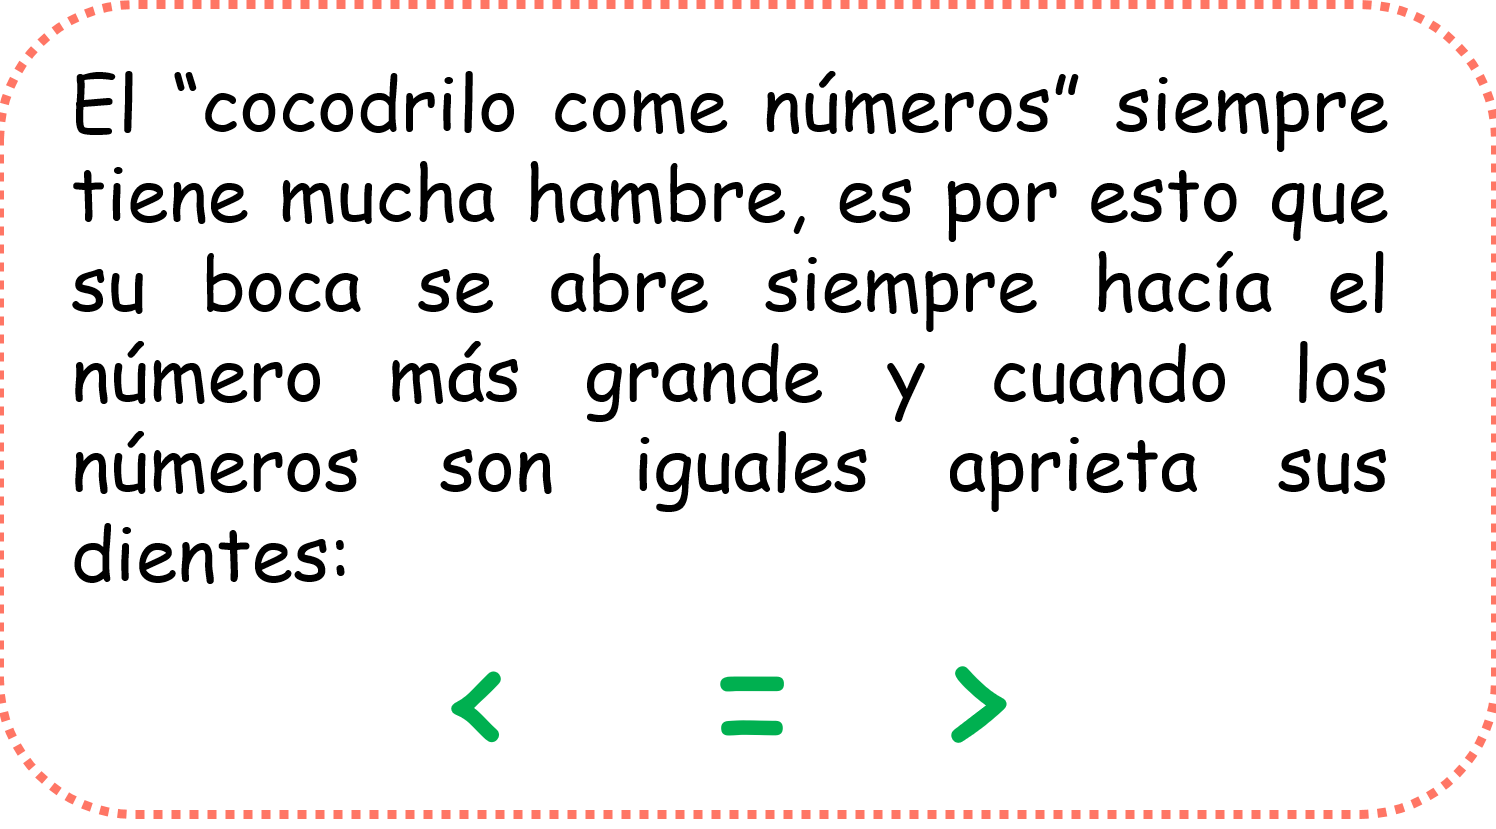 El “cocodrilo come números” siempre
tiene mucha hambre, es por esto que
su boca se abre siempre hacía el
número más grande y cuando los
números son iguales aprieta sus
dientes:
< = >